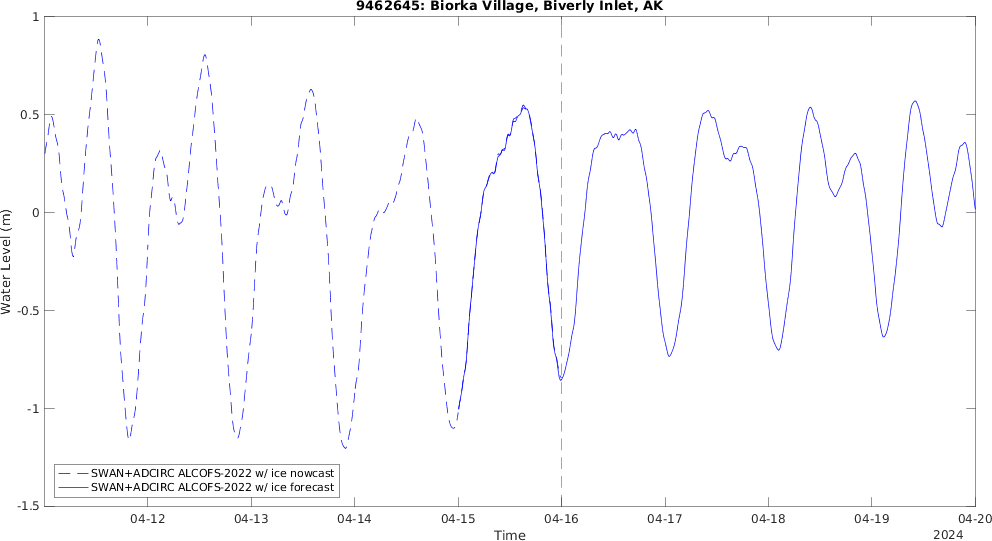 9462645: Biorka Village, Biverly Inlet, AK
Water Level (m)
1
0.5
0
-0.5
-1
-1.5
SWAN+ADCIRC ALCOFS-2022 w/ ice nowcast
SWAN+ADCIRC ALCOFS-2022 w/ ice forecast
04-12 04-13 04-14 04-15 04-16 04-17 04-18 04-19 04-20
Time
2024